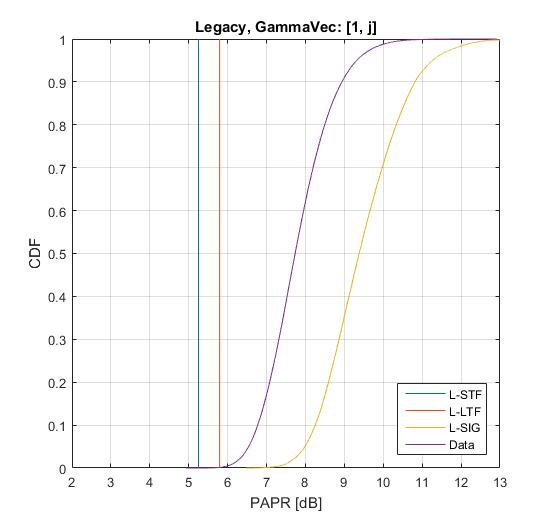 Legacy, GammaVec: [1, j]
1
0.9
0.8
0.7
0.6
0.5
0.4
0.3
0.2
0.1
0
CDF
L-STF
L-LTF
L-SIG
Data
2 3 4 5 6 7 8 9 10 11 12 13
PAPR [dB]